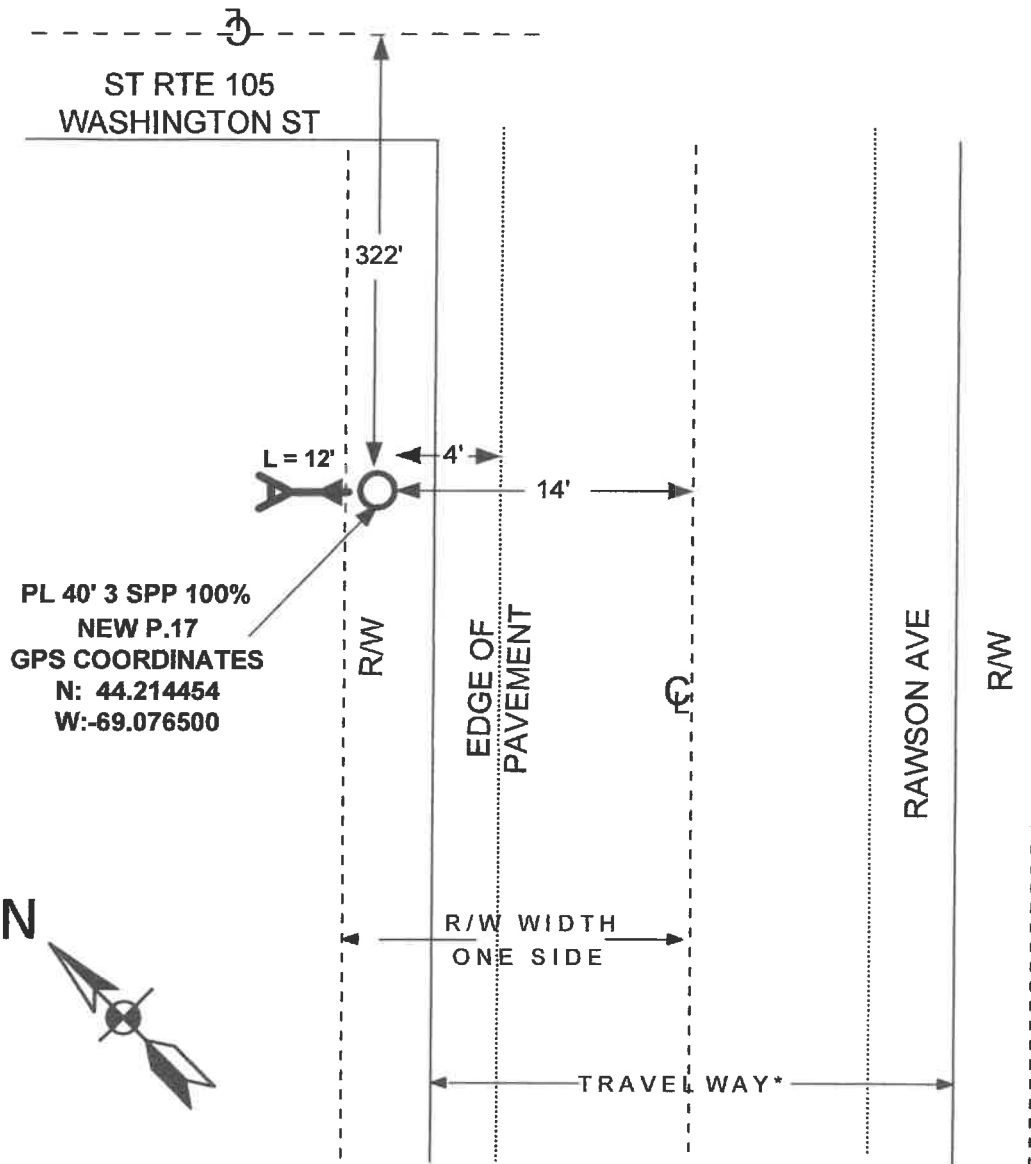 ℄
ST RTE 105
WASHINGTON ST
322'
L = 12'
4'
14'
PL 40' 3 SPP 100%
NEW P.17
GPS COORDINATES
N: 44.214454
W:-69.076500
R/W
EDGE OF
PAVEMENT
℄
RAWSON AVE
R/W
N
R/W WIDTH
ONE SIDE
TRAVEL WAY*